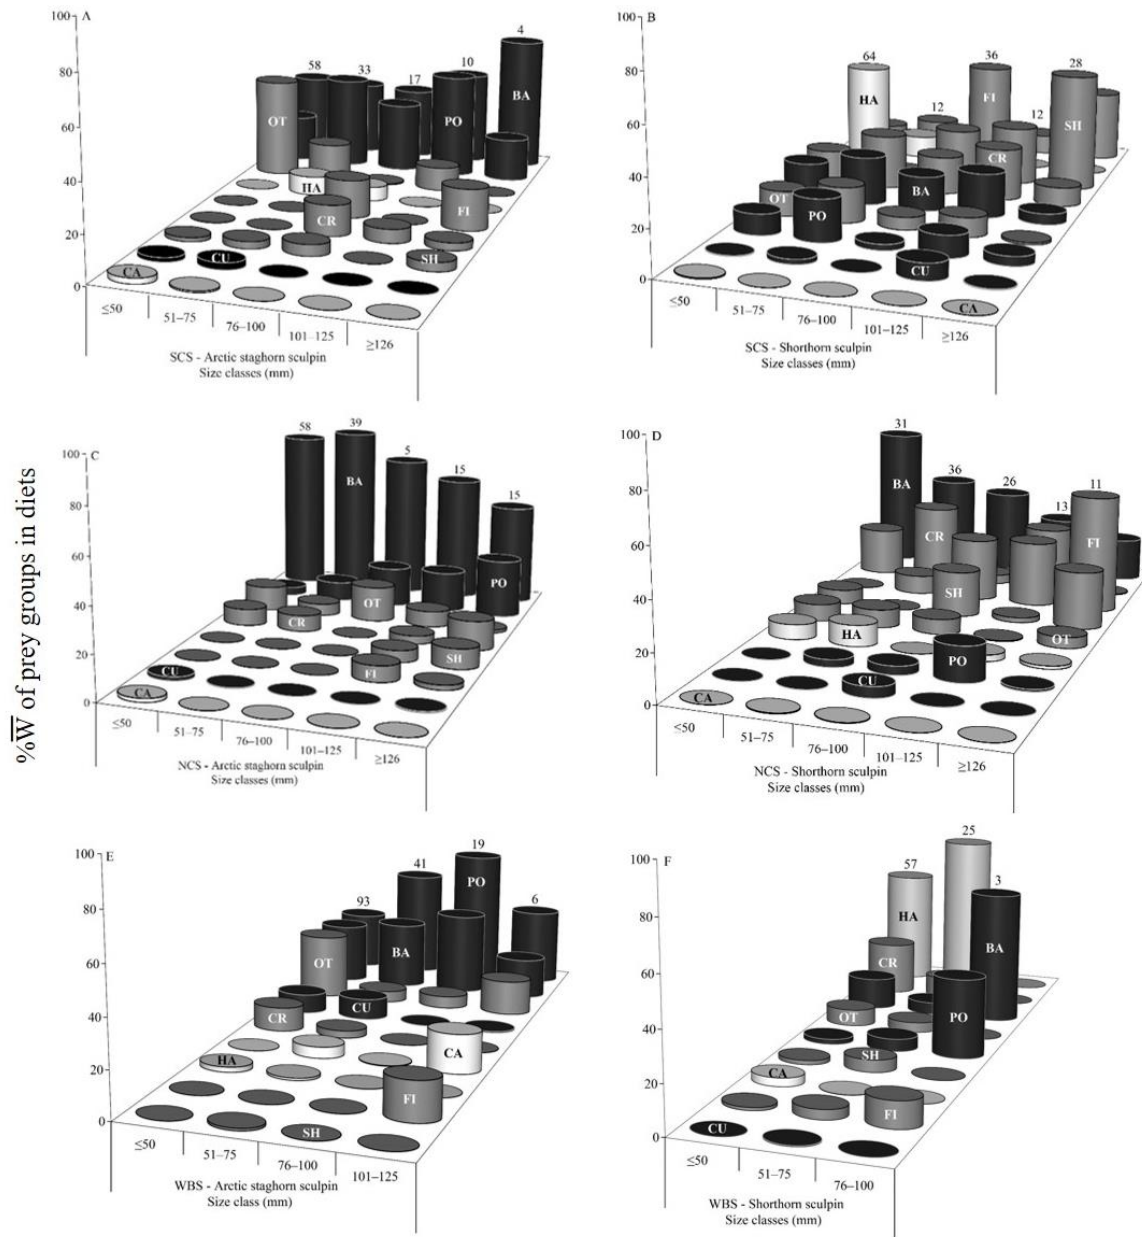 %W̅ of prey groups in diets
A
100
80
60
40
20
0
58
33
17
10
4
OT
PO
BA
HA
CR
FI
CU
SH
CA
≤50
51–75
76–100
101–125
≥126
SCS - Arctic staghorn sculpin
Size classes (mm)
B
100
80
60
40
20
0
64
12
36
12
28
HA
FI
SH
CR
BA
OT
PO
CU
CA
≤50
51–75
76–100
101–125
≥126
SCS - Shorthorn sculpin
Size classes (mm)
C
100
80
60
40
20
0
58
39
5
15
15
BA
PO
OT
CR
SH
FI
CU
CA
≤50
51–75
76–100
101–125
≥126
NCS - Arctic staghorn sculpin
Size classes (mm)
D
100
80
60
40
20
0
31
36
26
13
11
BA
CR
FI
SH
HA
OT
PO
CU
CA
≤50
51–75
76–100
101–125
≥126
NCS - Shorthorn sculpin
Size classes (mm)
E
100
80
60
40
20
0
93
41
19
6
PO
BA
OT
CU
CR
CA
HA
FI
SH
≤50
51–75
76–100
101–125
WBS - Arctic staghorn sculpin
Size class (mm)
F
100
80
60
40
20
0
57
25
3
HA
BA
CR
OT
PO
SH
CA
FI
CU
≤50
51–75
76–100
WBS - Shorthorn sculpin
Size classes (mm)